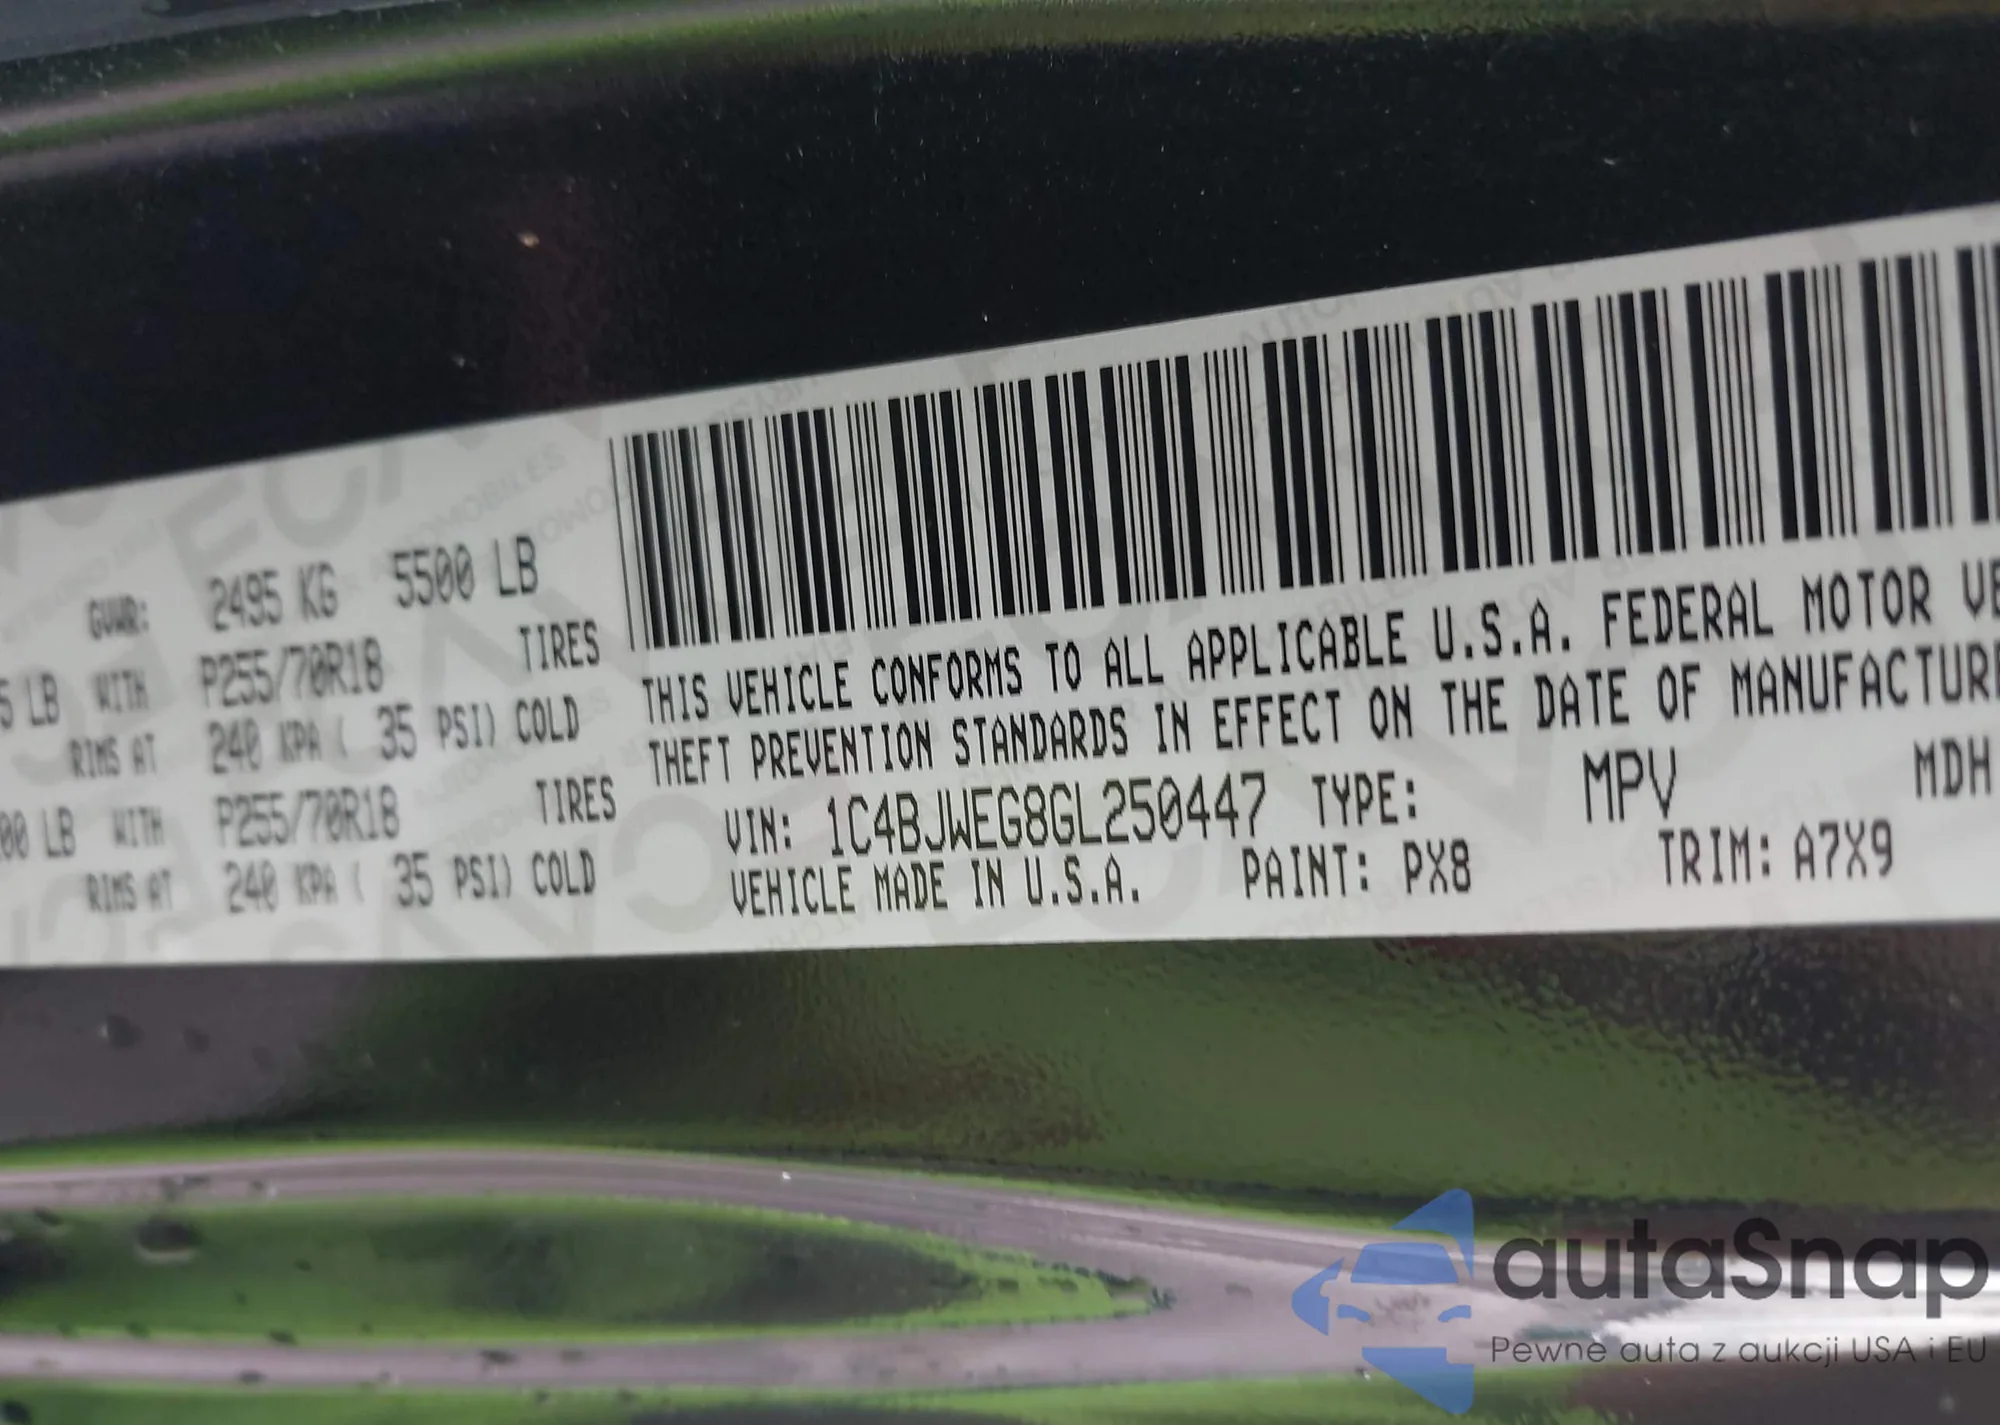 GVWR: 2495 KG 5500 LB
5 LB WITH P255/70R18 TIRES
RIMS AT 240 KPA ( 35 PSI) COLD
00 LB WITH P255/70R18 TIRES
RIMS AT 240 KPA ( 35 PSI) COLD
THIS VEHICLE CONFORMS TO ALL APPLICABLE U.S.A. FEDERAL MOTOR VE
THEFT PREVENTION STANDARDS IN EFFECT ON THE DATE OF MANUFACTURE
VIN: 1C4BJWEG8GL250447 TYPE: MPV MDH
VEHICLE MADE IN U.S.A. PAINT: PX8 TRIM: A7X9
autaSnap
Pewne auta z aukcji USA i EU